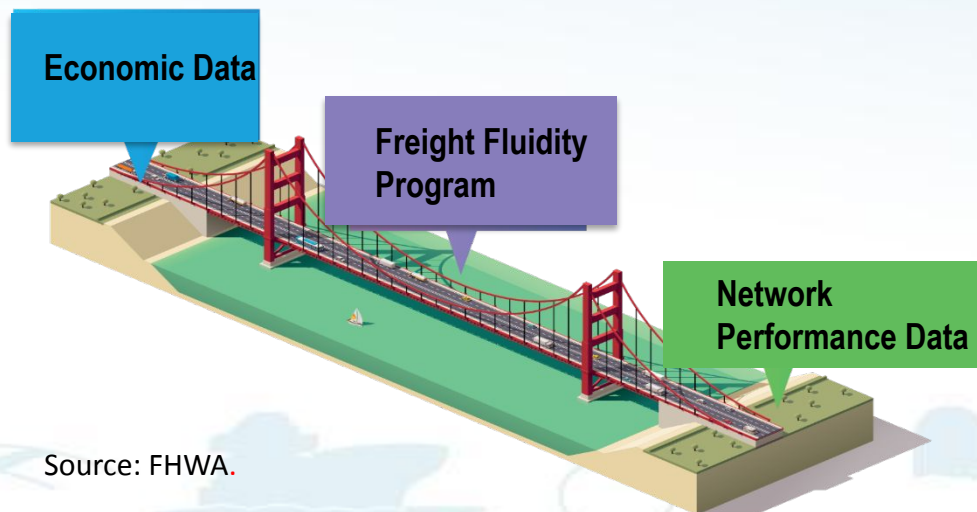 Economic Data
Freight Fluidity
Program
Network
Performance Data
Source: FHWA.